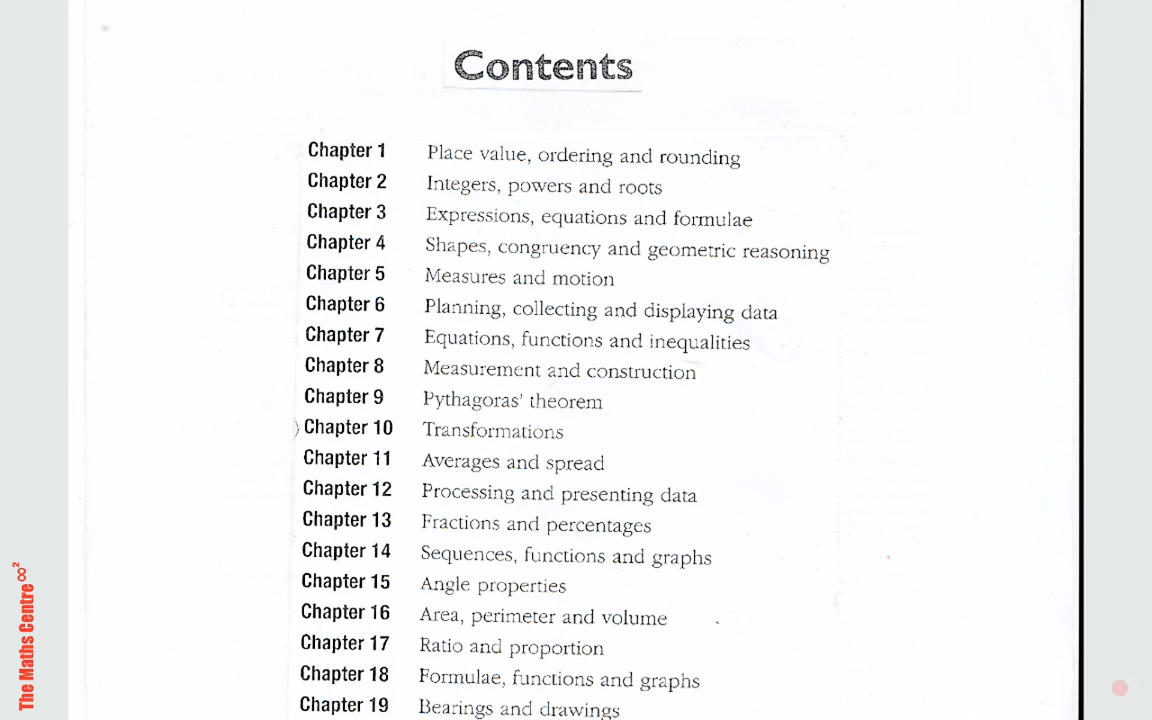 Contents
Chapter 1 Place value, ordering and rounding
Chapter 2 Integers, powers and roots
Chapter 3 Expressions, equations and formulae
Chapter 4 Shapes, congruency and geometric reasoning
Chapter 5 Measures and motion
Chapter 6 Planning, collecting and displaying data
Chapter 7 Equations, functions and inequalities
Chapter 8 Measurement and construction
Chapter 9 Pythagoras' theorem
Chapter 10 Transformations
Chapter 11 Averages and spread
Chapter 12 Processing and presenting data
Chapter 13 Fractions and percentages
Chapter 14 Sequences, functions and graphs
Chapter 15 Angle properties
Chapter 16 Area, perimeter and volume
Chapter 17 Ratio and proportion
Chapter 18 Formulae, functions and graphs
Chapter 19 Bearings and drawings
The Maths Centre ∞²